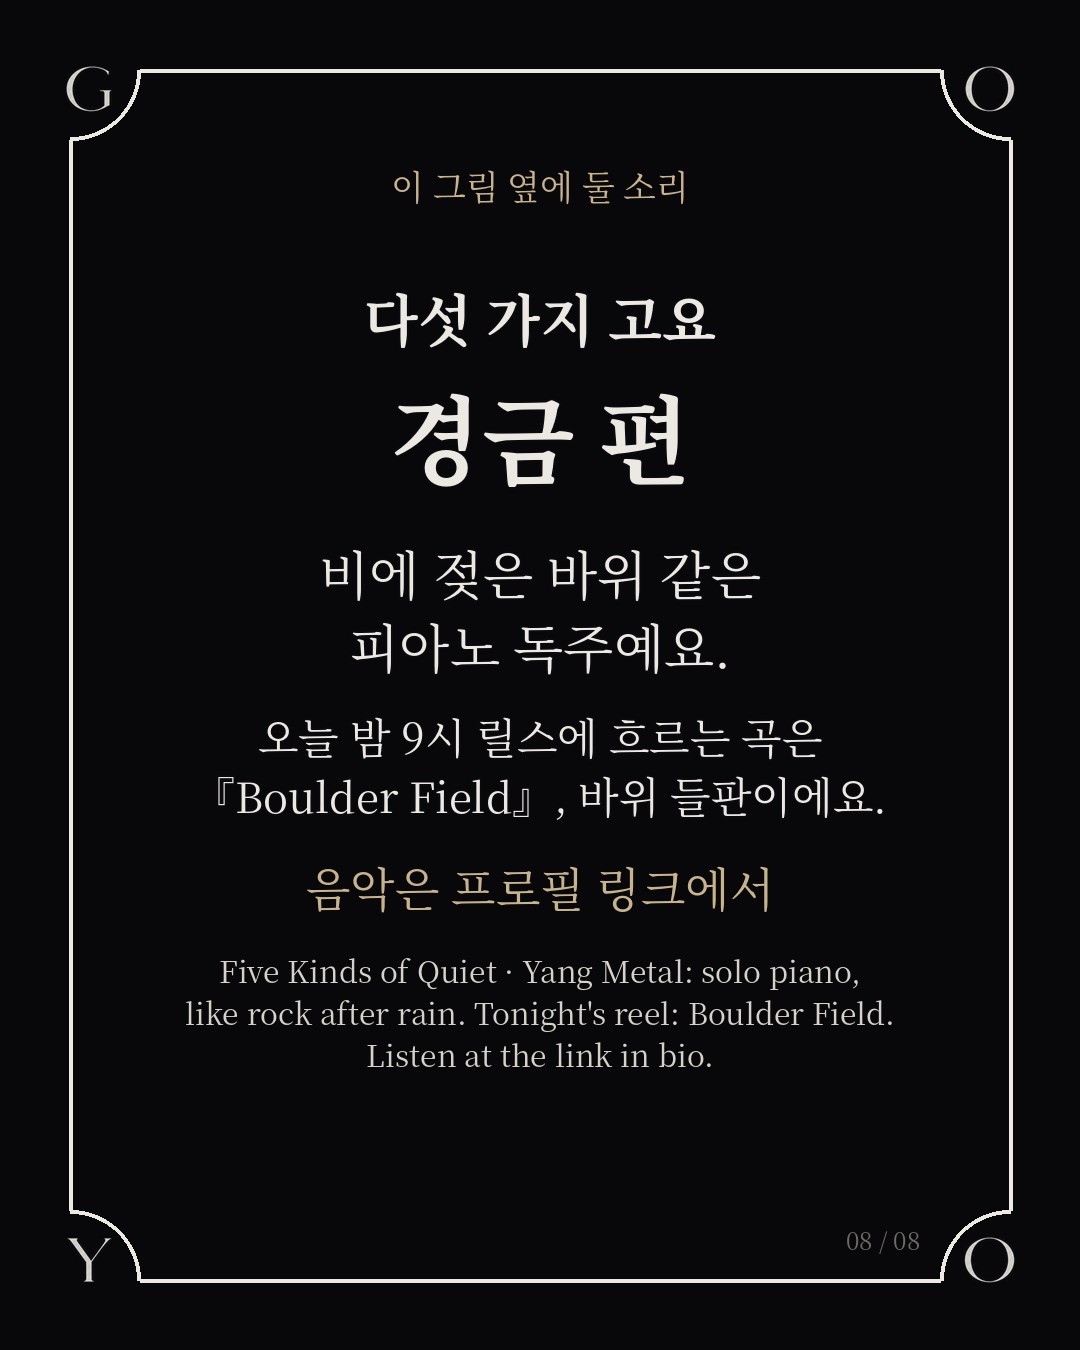 G O
이 그림 옆에 둘 소리
다섯 가지 고요
경금 편
비에 젖은 바위 같은
피아노 독주예요.
오늘 밤 9시 릴스에 흐르는 곡은
『Boulder Field』, 바위 들판이에요.
음악은 프로필 링크에서
Five Kinds of Quiet · Yang Metal: solo piano,
like rock after rain. Tonight's reel: Boulder Field.
Listen at the link in bio.
08 / 08
Y O